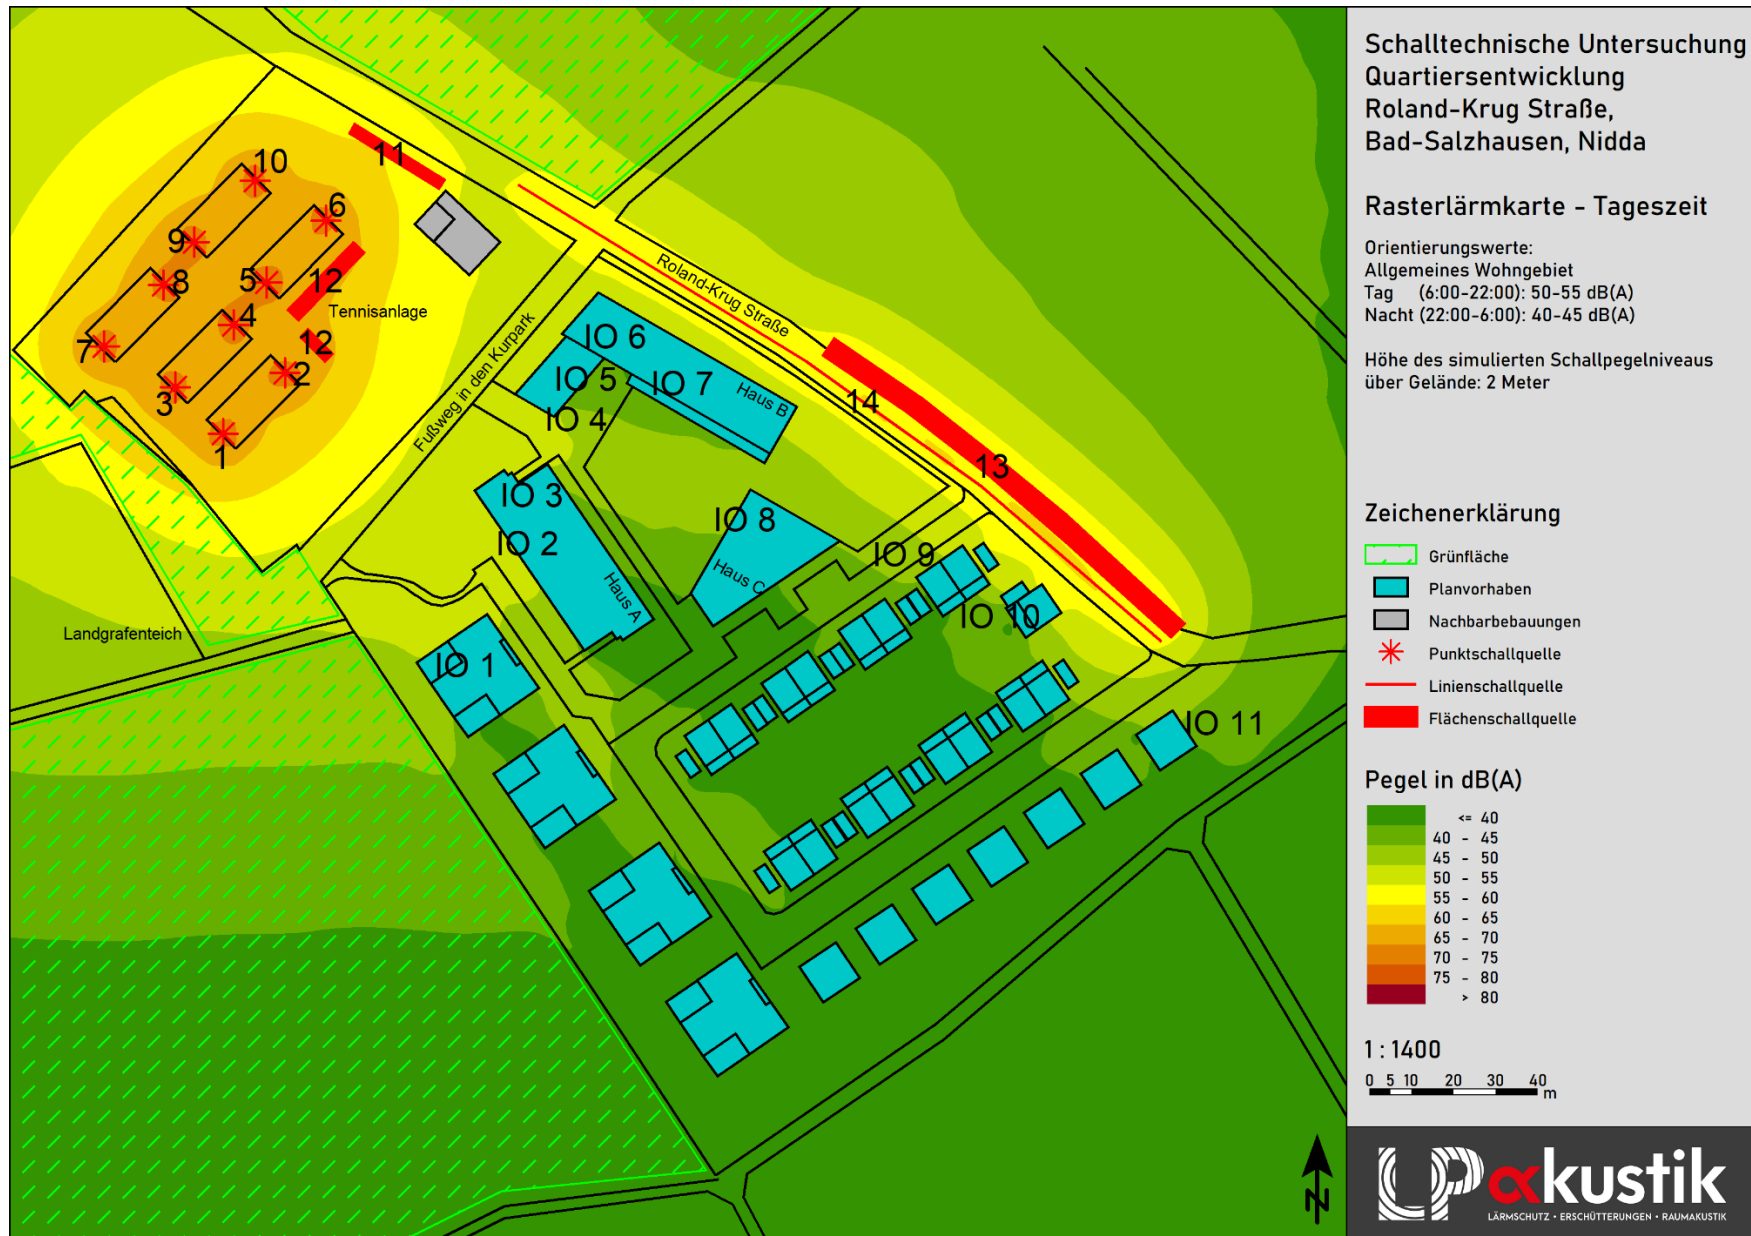 Schalltechnische Untersuchung
Quartiersentwicklung
Roland-Krug Straße,
Bad-Salzhausen, Nidda
Rasterlärmkarte - Tageszeit
Orientierungswerte:
Allgemeines Wohngebiet
Tag (6:00-22:00): 50-55 dB(A)
Nacht (22:00-6:00): 40-45 dB(A)
Höhe des simulierten Schallpegelniveaus
über Gelände: 2 Meter
Zeichenerklärung
Grünfläche
Planvorhaben
Nachbarbebauungen
Punktschallquelle
Linienschallquelle
Flächenschallquelle
Pegel in dB(A)
<= 40
40 - 45
45 - 50
50 - 55
55 - 60
60 - 65
65 - 70
70 - 75
75 - 80
> 80
1 : 1400
0 5 10 20 30 40
m
N
LP akustik
LÄRMSCHUTZ • ERSCHÜTTERUNGEN • RAUMAKUSTIK
11
10
6
9
8
5
12
Tennisanlage
4
12
7
2
3
1
Roland-Krug Straße
Fußweg in den Kurpark
IO 6
IO 5
IO 7
Haus B
IO 4
14
13
IO 3
IO 2
Haus A
IO 8
Haus C
IO 9
IO 10
Landgrafenteich
IO 1
IO 11